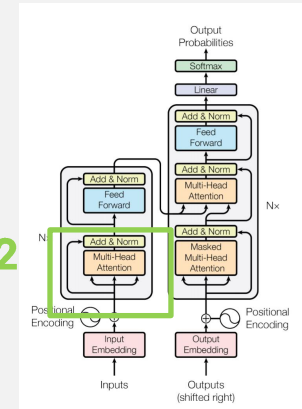 Output
Probabilities
Softmax
Linear
Add & Norm
Feed
Forward
Add & Norm
Multi-Head
Attention
Add & Norm
Masked
Multi-Head
Attention
N×
Add & Norm
Feed
Forward
Add & Norm
Multi-Head
Attention
2
Positional
Encoding
Positional
Encoding
Input
Embedding
Output
Embedding
Inputs
Outputs
(shifted right)